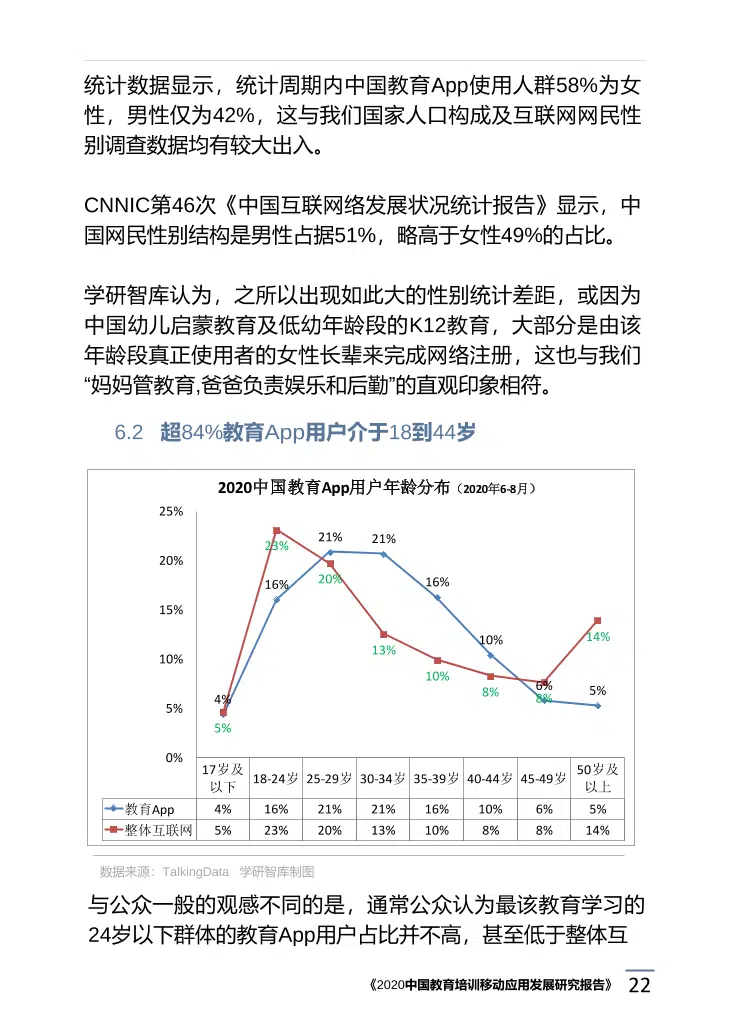 统计数据显示，统计周期内中国教育App使用人群58%为女
性，男性仅为42%，这与我们国家人口构成及互联网网民性
别调查数据均有较大出入。
CNNIC第46次《中国互联网络发展状况统计报告》显示，中
国网民性别结构是男性占据51%，略高于女性49%的占比。
学研智库认为，之所以出现如此大的性别统计差距，或因为
中国幼儿启蒙教育及低幼年龄段的K12教育，大部分是由该
年龄段真正使用者的女性长辈来完成网络注册，这也与我们
“妈妈管教育,爸爸负责娱乐和后勤”的直观印象相符。
6.2 超84%教育App用户介于18到44岁
2020中国教育App用户年龄分布（2020年6-8月）
25%
20%
15%
10%
5%
0%
4% 16% 21% 21% 16% 10% 6% 5%
5% 23% 20% 13% 10% 8% 8% 14%
17岁及以下 18-24岁 25-29岁 30-34岁 35-39岁 40-44岁 45-49岁 50岁及以上
教育App 4% 16% 21% 21% 16% 10% 6% 5%
整体互联网 5% 23% 20% 13% 10% 8% 8% 14%
数据来源：TalkingData 学研智库制图
与公众一般的观感不同的是，通常公众认为最该教育学习的
24岁以下群体的教育App用户占比并不高，甚至低于整体互
《2020中国教育培训移动应用发展研究报告》 22